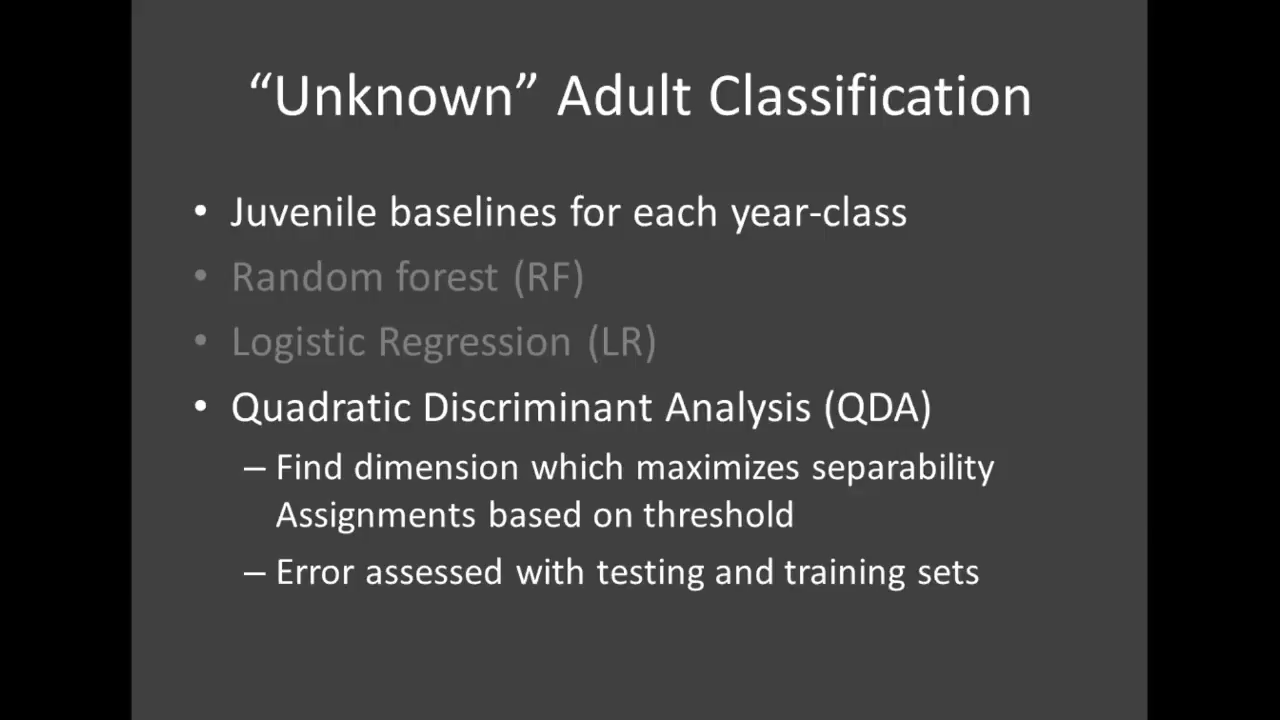 “Unknown” Adult Classification
• Juvenile baselines for each year-class
• Random forest (RF)
• Logistic Regression (LR)
• Quadratic Discriminant Analysis (QDA)
– Find dimension which maximizes separability
Assignments based on threshold
– Error assessed with testing and training sets